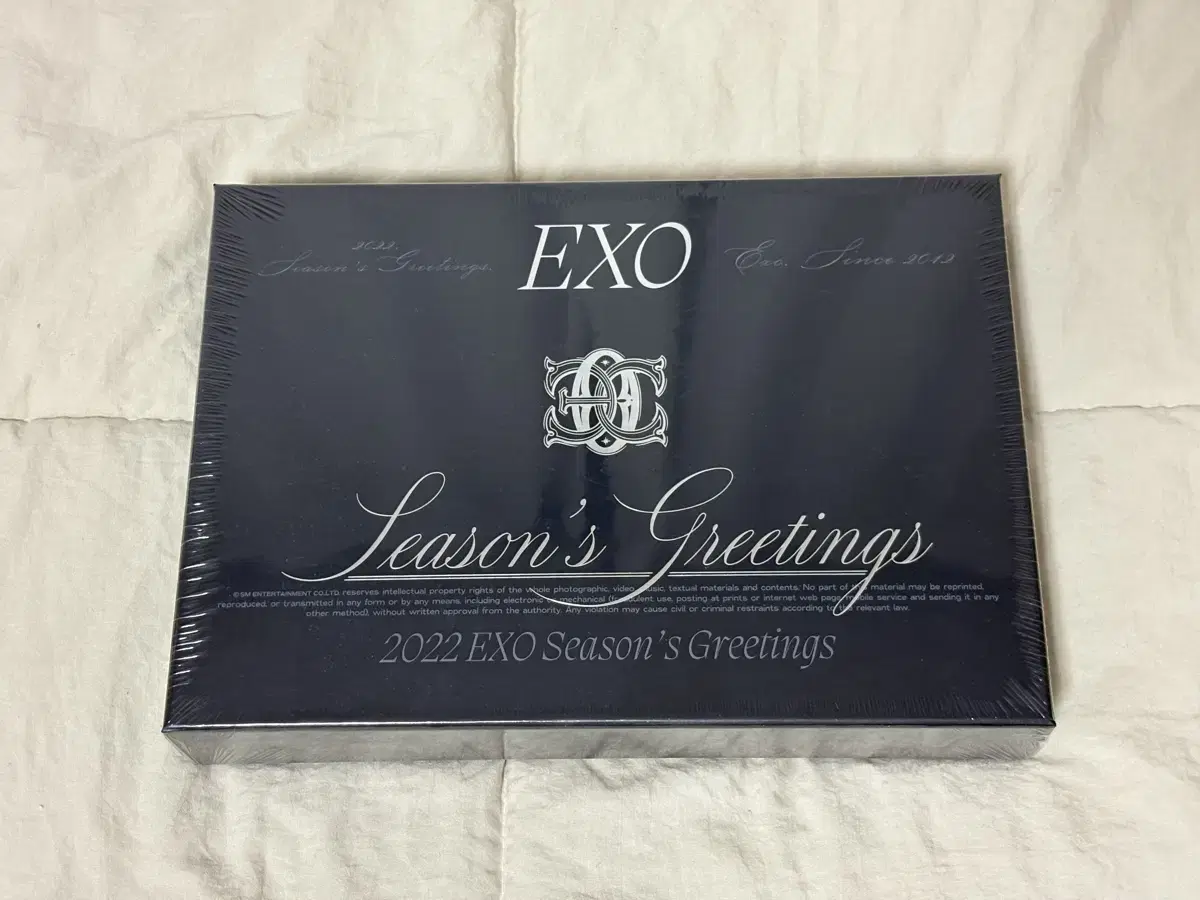 EXO
2022.
Season's Greetings.
Exo. Since 2012
Season's Greetings
©SM ENTERTAINMENT CO.LTD. reserves intellectual property rights of the whole photographic, video, music, textual materials and contents. No part of this material may be reprinted,
reproduced, or transmitted in any form or by any means, including electronic, mechanical (fraudulent use, posting at prints or internet web page, mobile service and sending it in any
other method), without written approval from the authority. Any violation may cause civil or criminal restraints according to the relevant law.
2022 EXO Season's Greetings